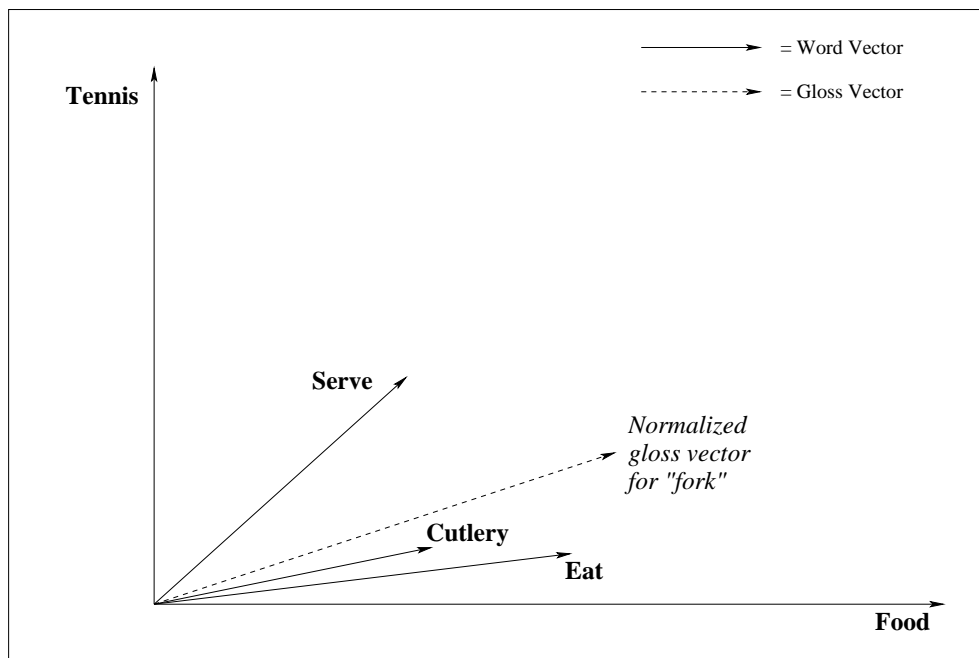 = Word Vector
Tennis
= Gloss Vector
Serve
Normalized
gloss vector
for "fork"
Cutlery
Eat
Food